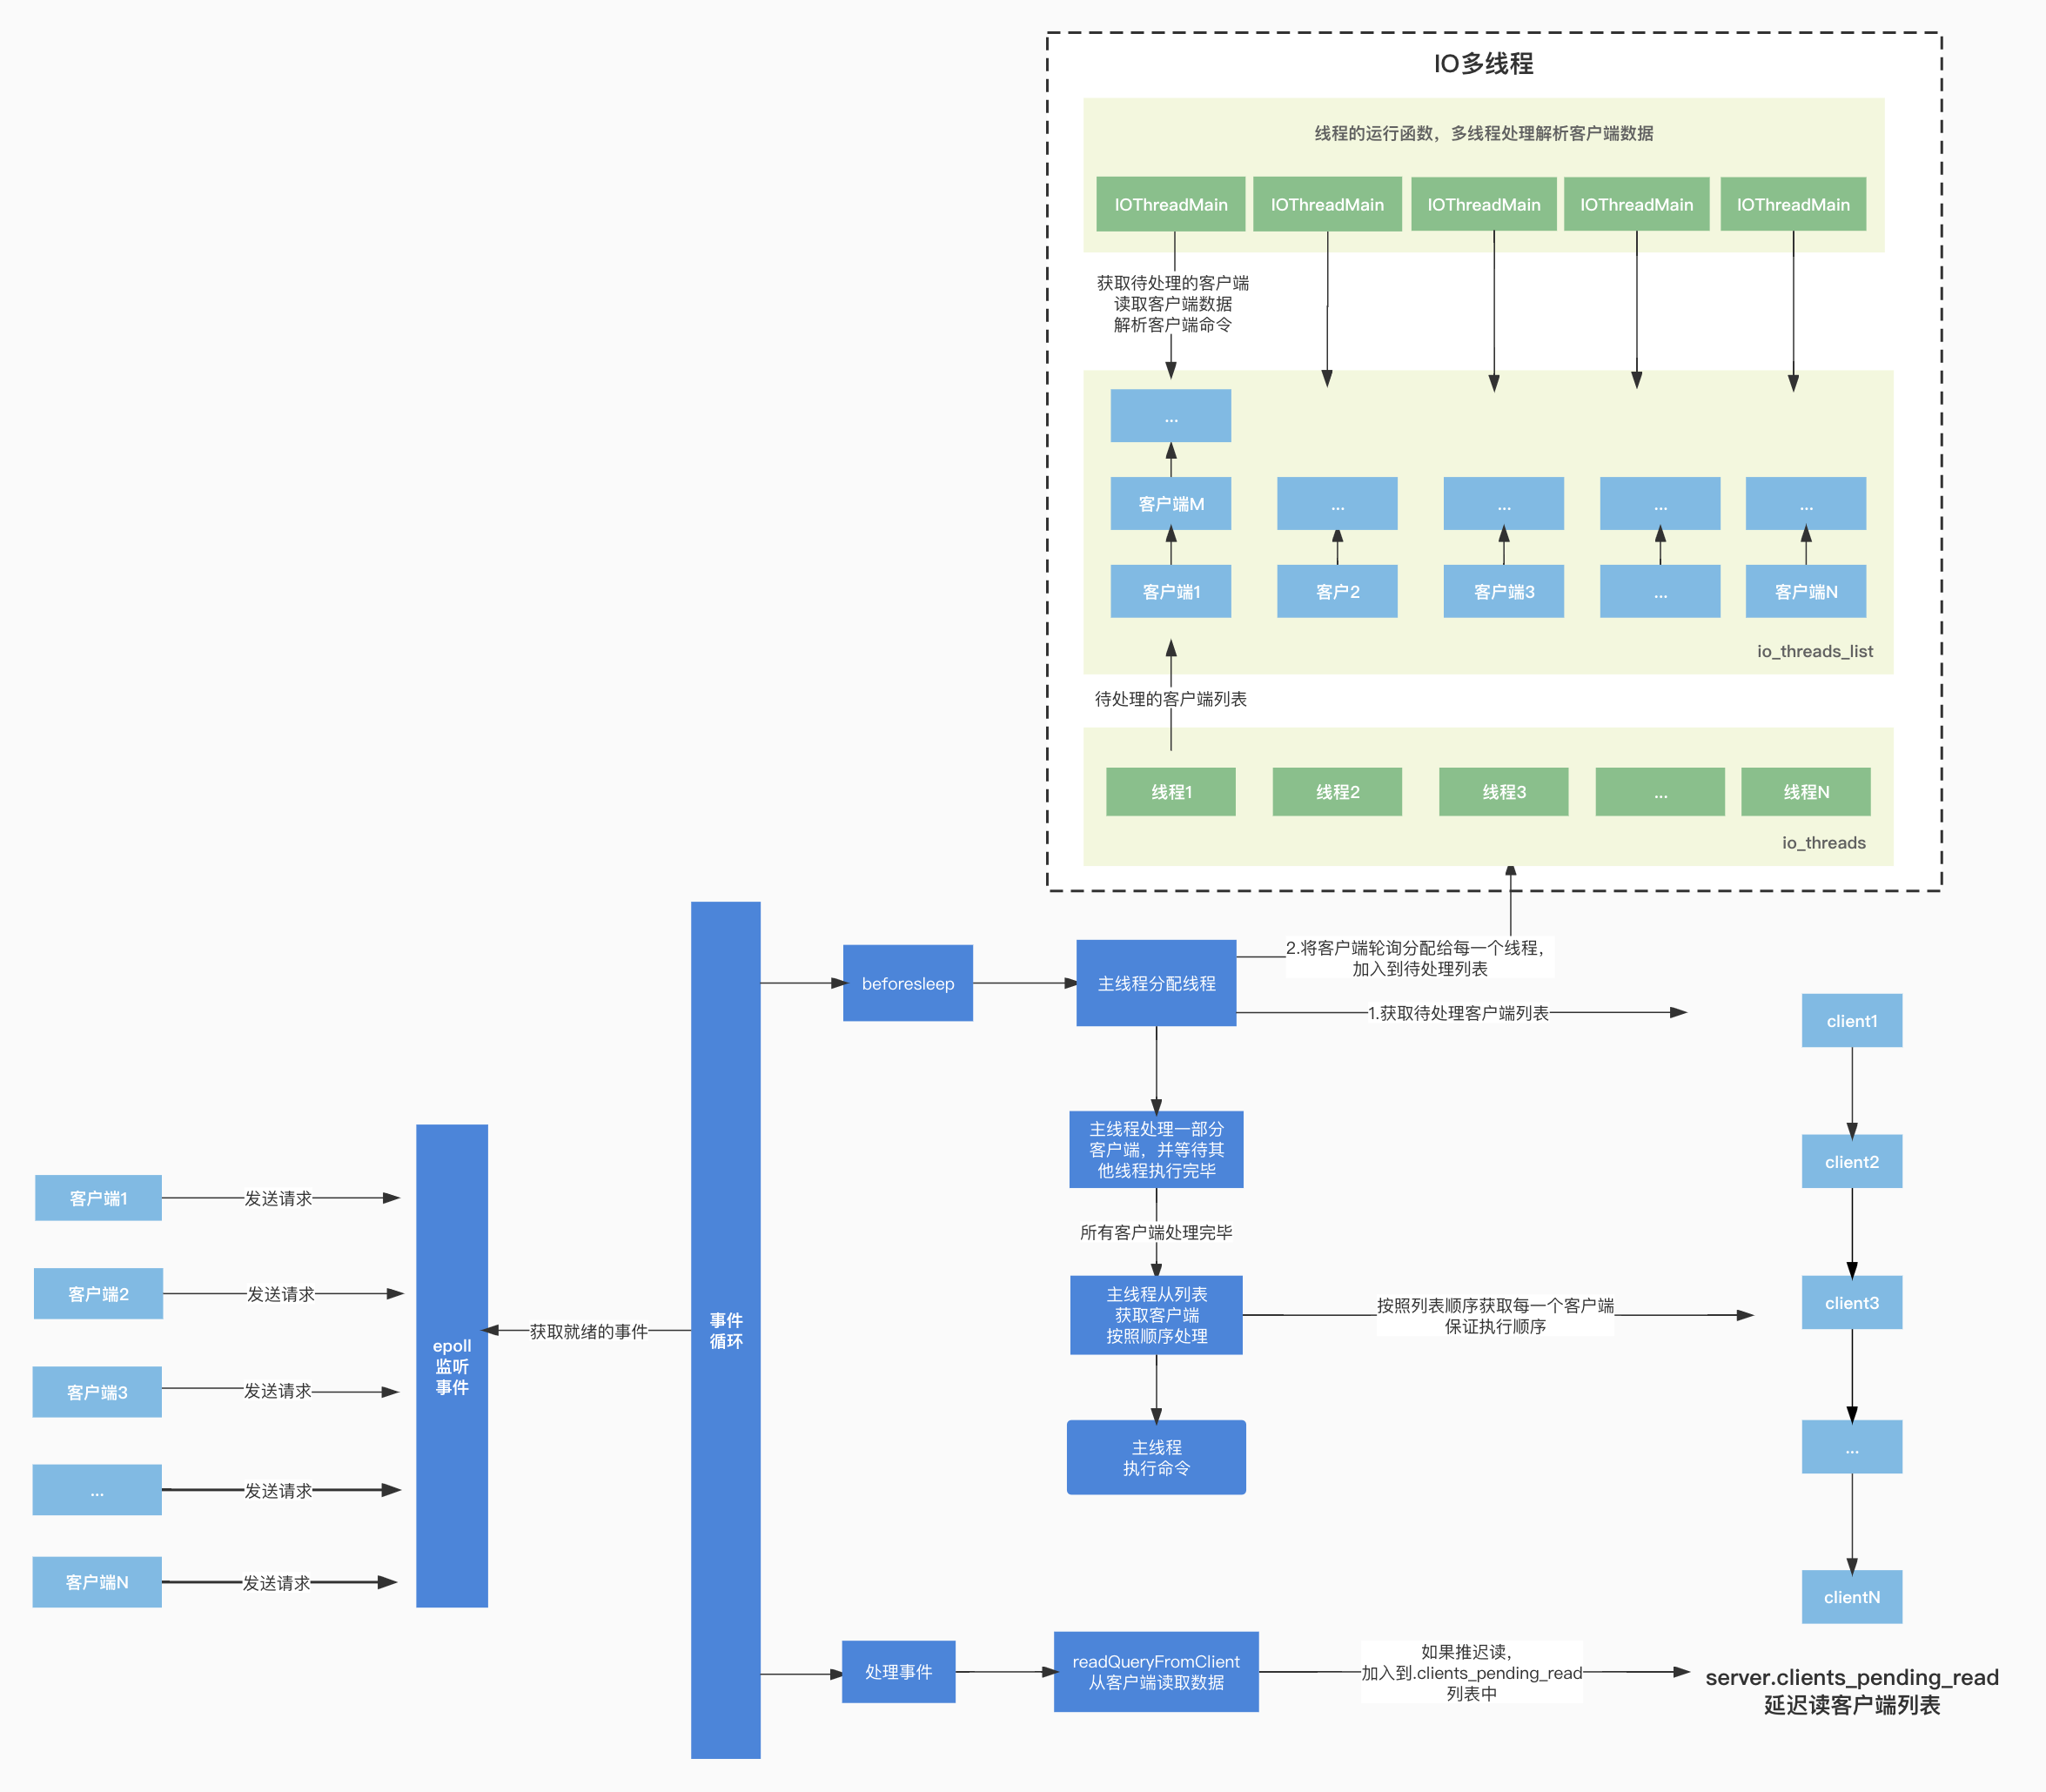 IO多线程
线程的运行函数，多线程处理解析客户端数据
IOThreadMain
IOThreadMain
IOThreadMain
IOThreadMain
IOThreadMain
获取待处理的客户端
读取客户端数据
解析客户端命令
...
客户端M
...
...
...
...
客户端1
客户2
客户端3
...
客户端N
io_threads_list
待处理的客户端列表
线程1
线程2
线程3
...
线程N
io_threads
beforesleep
主线程分配线程
2.将客户端轮询分配给每一个线程，
加入到待处理列表
1.获取待处理客户端列表
client1
主线程处理一部分
客户端，并等待其
他线程执行完毕
client2
客户端1
发送请求
所有客户端处理完毕
客户端2
发送请求
主线程从列表
获取客户端
按照顺序处理
按照列表顺序获取每一个客户端
保证执行顺序
client3
事件
循环
获取就绪的事件
epoll
监听
事件
客户端3
发送请求
主线程
执行命令
...
...
发送请求
客户端N
发送请求
clientN
处理事件
readQueryFromClient
从客户端读取数据
如果推迟读，
加入到.clients_pending_read
列表中
server.clients_pending_read
延迟读客户端列表